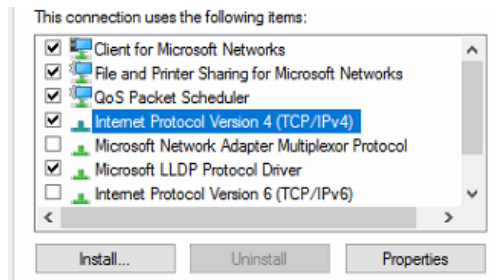 This connection uses the following items:
Client for Microsoft Networks
File and Printer Sharing for Microsoft Networks
QoS Packet Scheduler
Internet Protocol Version 4 (TCP/IPv4)
Microsoft Network Adapter Multiplexor Protocol
Microsoft LLDP Protocol Driver
Internet Protocol Version 6 (TCP/IPv6)
Install... Uninstall Properties